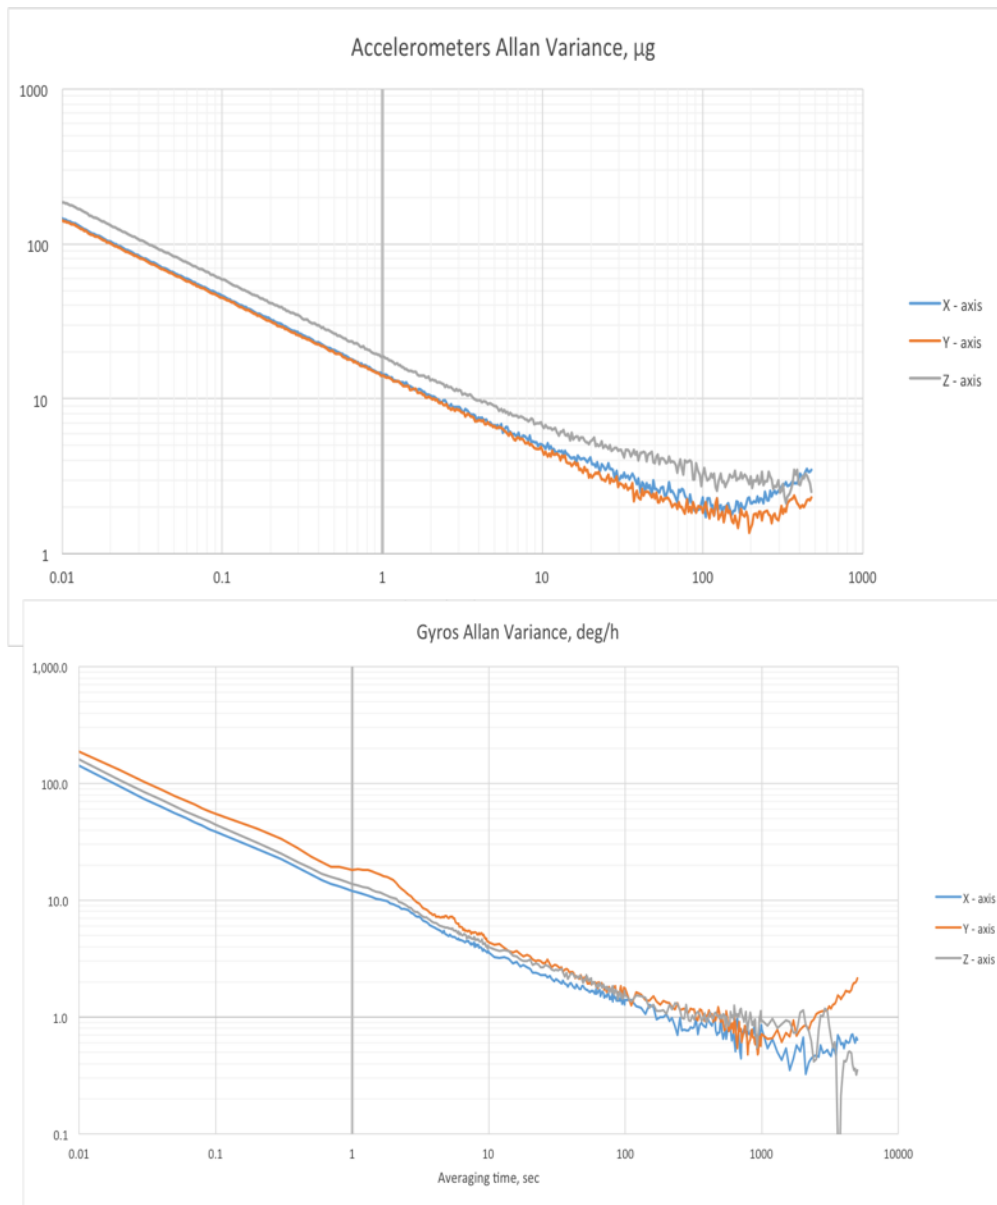 Accelerometers Allan Variance, µg
1000
100
10
1
0.01 0.1 1 10 100 1000
X - axis
Y - axis
Z - axis
Gyros Allan Variance, deg/h
1,000.0
100.0
10.0
1.0
0.1
0.01 0.1 1 10 100 1000 10000
Averaging time, sec
X - axis
Y - axis
Z - axis